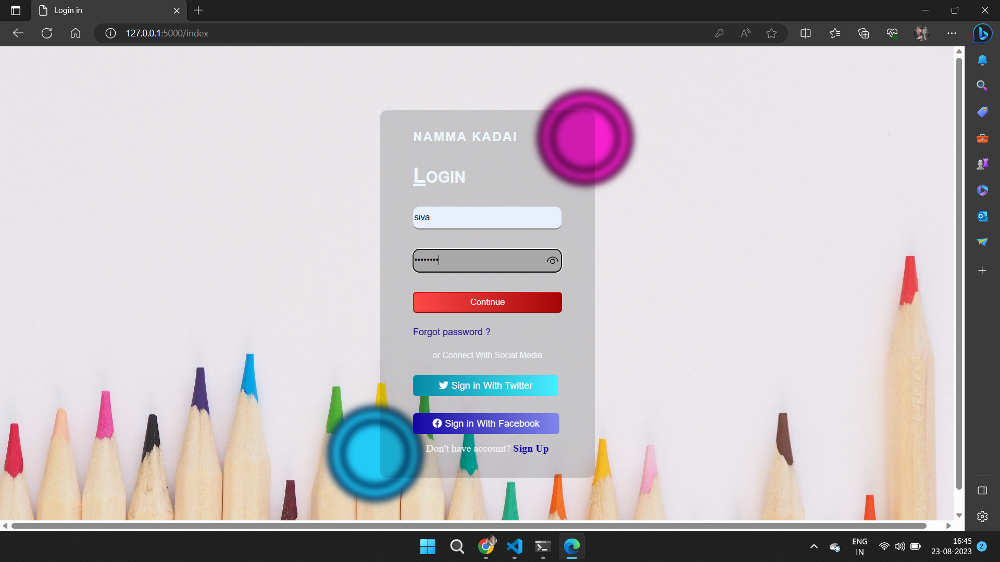 Login in
127.0.0.1:5000/index
NAMMA KADAI
LOGIN
siva
Continue
Forgot password ?
or Connect With Social Media
Sign in With Twitter
Sign in With Facebook
Don't have account? Sign Up
ENG
IN
16:45
23-08-2023
2